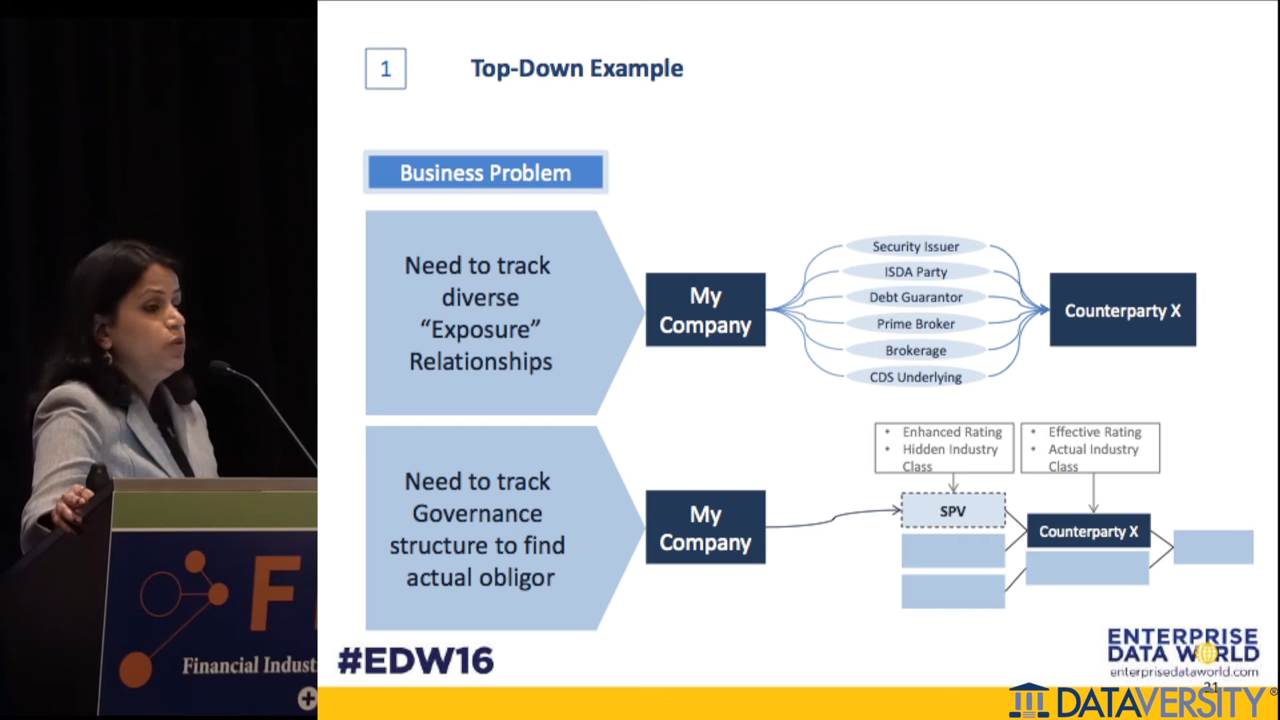 1
Top-Down Example
Business Problem
Need to track
diverse
“Exposure”
Relationships
My
Company
Security Issuer
ISDA Party
Debt Guarantor
Prime Broker
Brokerage
CDS Underlying
Counterparty X
Need to track
Governance
structure to find
actual obligor
My
Company
• Enhanced Rating
• Hidden Industry
Class
• Effective Rating
• Actual Industry
Class
SPV
Counterparty X
F
Financial Indust
#EDW16
ENTERPRISE
DATA WORLD
enterprisedataworld.com
21
DATAVERSITY®